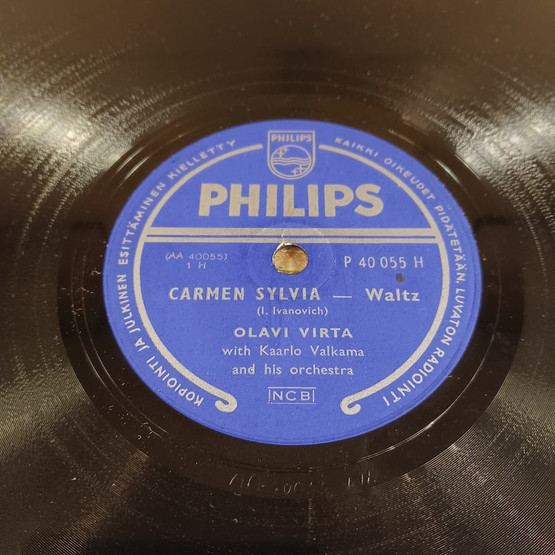 PHILIPS
PHILIPS
KAIKKI OIKEUDET PIDÄTETÄÄN. LUVATON RADIOINTI
KOPIOINTI JA JULKINEN ESITTÄMINEN KIELLETTY
(AA 40055)
1 H
P 40 055 H
CARMEN SYLVIA — Waltz
(I. Ivanovich)
OLAVI VIRTA
with Kaarlo Valkama
and his orchestra
NCB